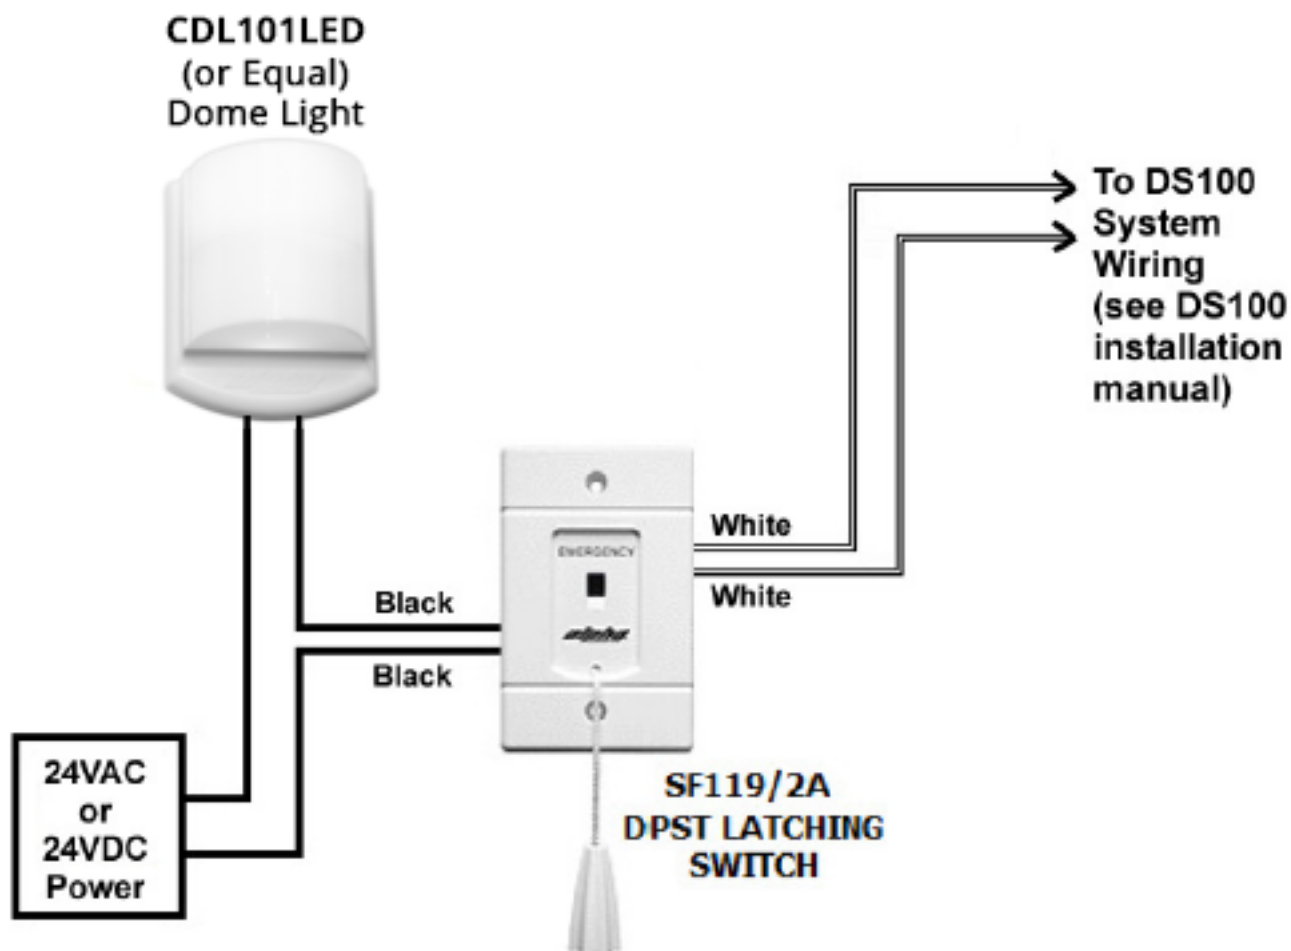 CDL101LED
(or Equal)
Dome Light
To DS100
System
Wiring
(see DS100
installation
manual)
White
White
EMERGENCY
alpha
Black
Black
24VAC
or
24VDC
Power
SF119/2A
DPST LATCHING
SWITCH